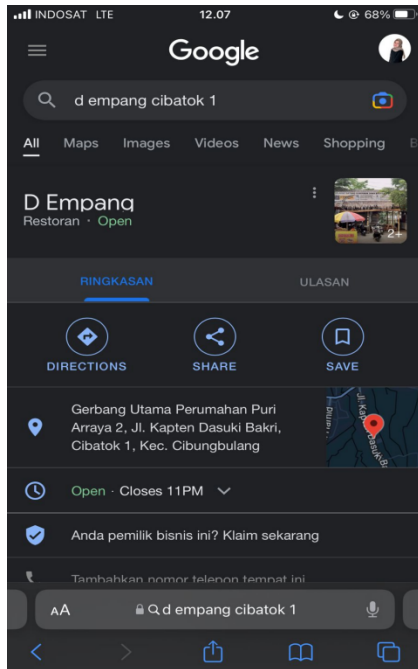 INDOSAT LTE 12.07 68%
Google
d empang cibatok 1
All Maps Images Videos News Shopping B
D Empang
Restoran · Open
2+
RINGKASAN ULASAN
DIRECTIONS SHARE SAVE
Gerbang Utama Perumahan Puri
Arraya 2, Jl. Kapten Dasuki Bakri,
Cibatok 1, Kec. Cibungbulang
Open · Closes 11PM
Anda pemilik bisnis ini? Klaim sekarang
Tambahkan nomor telepon tempat ini
AA d empang cibatok 1